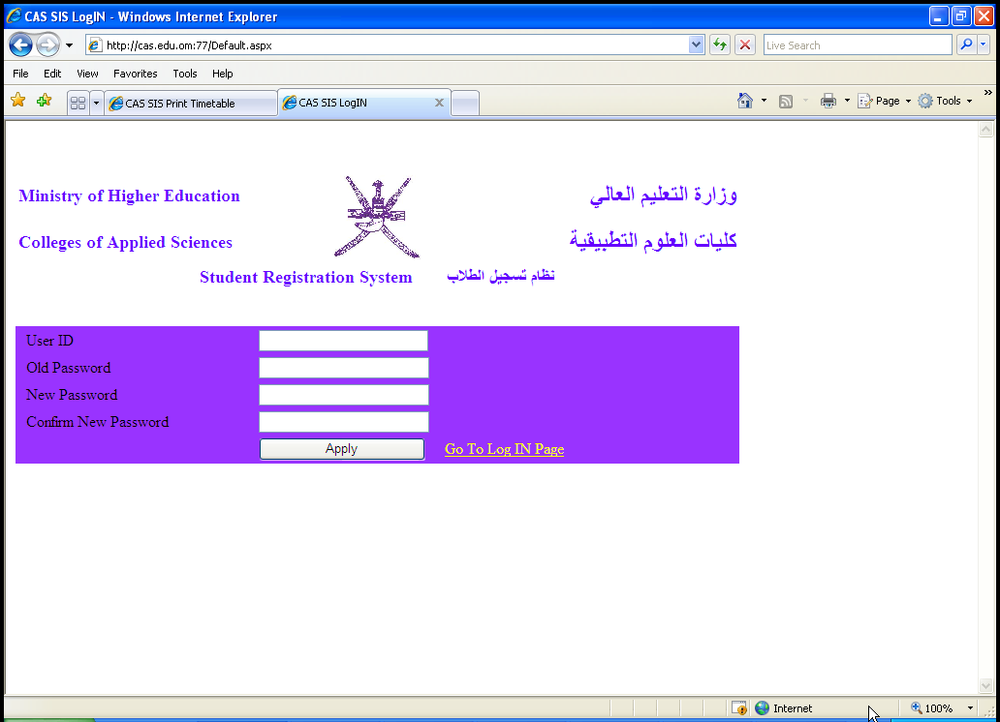 CAS SIS LogIN - Windows Internet Explorer
http://cas.edu.om:77/Default.aspx
Live Search
File Edit View Favorites Tools Help
CAS SIS Print Timetable
CAS SIS LogIN
Page
Tools
Ministry of Higher Education
وزارة التعليم العالي
Colleges of Applied Sciences
كليات العلوم التطبيقية
Student Registration System
نظام تسجيل الطلاب
User ID
Old Password
New Password
Confirm New Password
Apply
Go To Log IN Page
Internet
100%